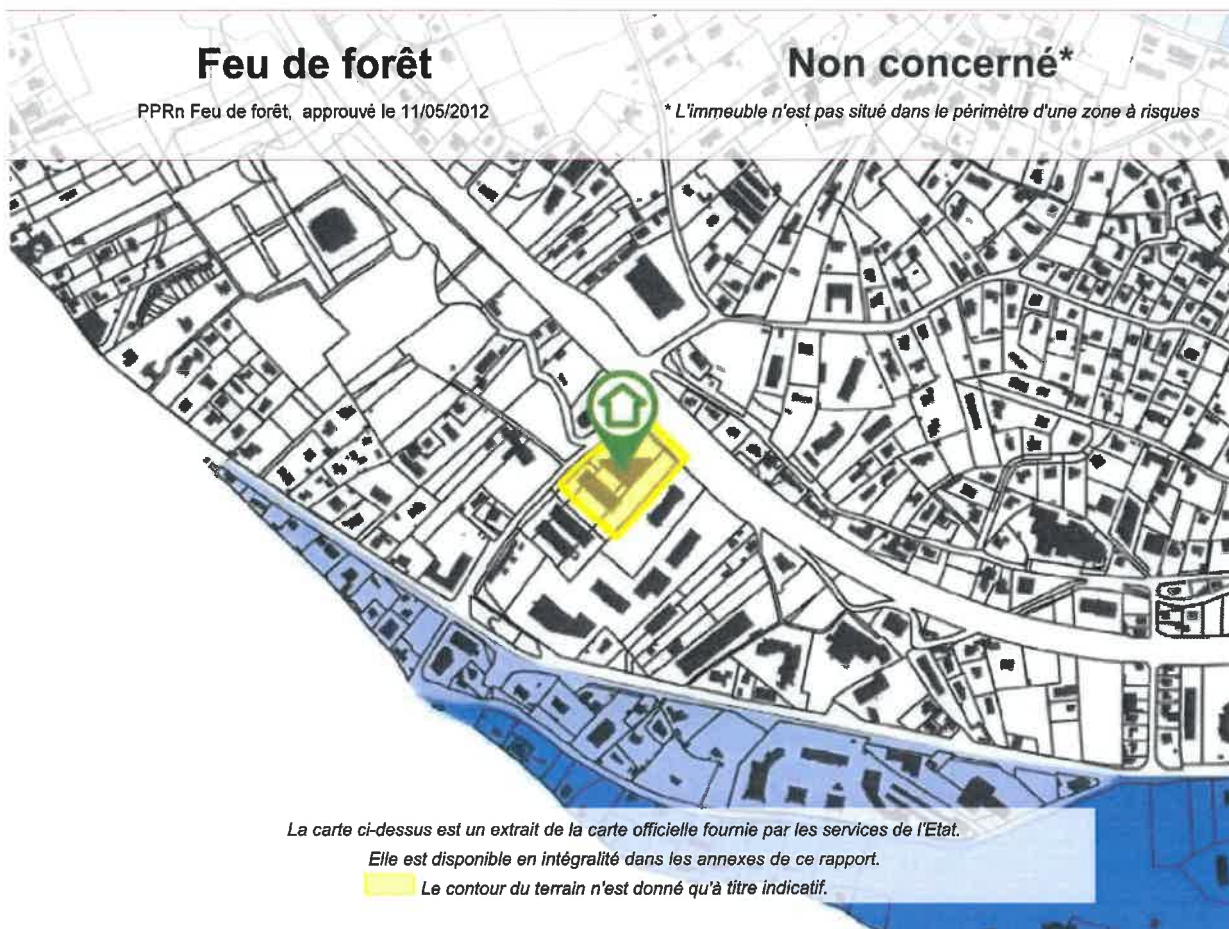 Feu de forêt
Non concerné*
PPRn Feu de forêt, approuvé le 11/05/2012
* L'immeuble n'est pas situé dans le périmètre d'une zone à risques
La carte ci-dessus est un extrait de la carte officielle fournie par les services de l'Etat.
Elle est disponible en intégralité dans les annexes de ce rapport.
Le contour du terrain n'est donné qu'à titre indicatif.